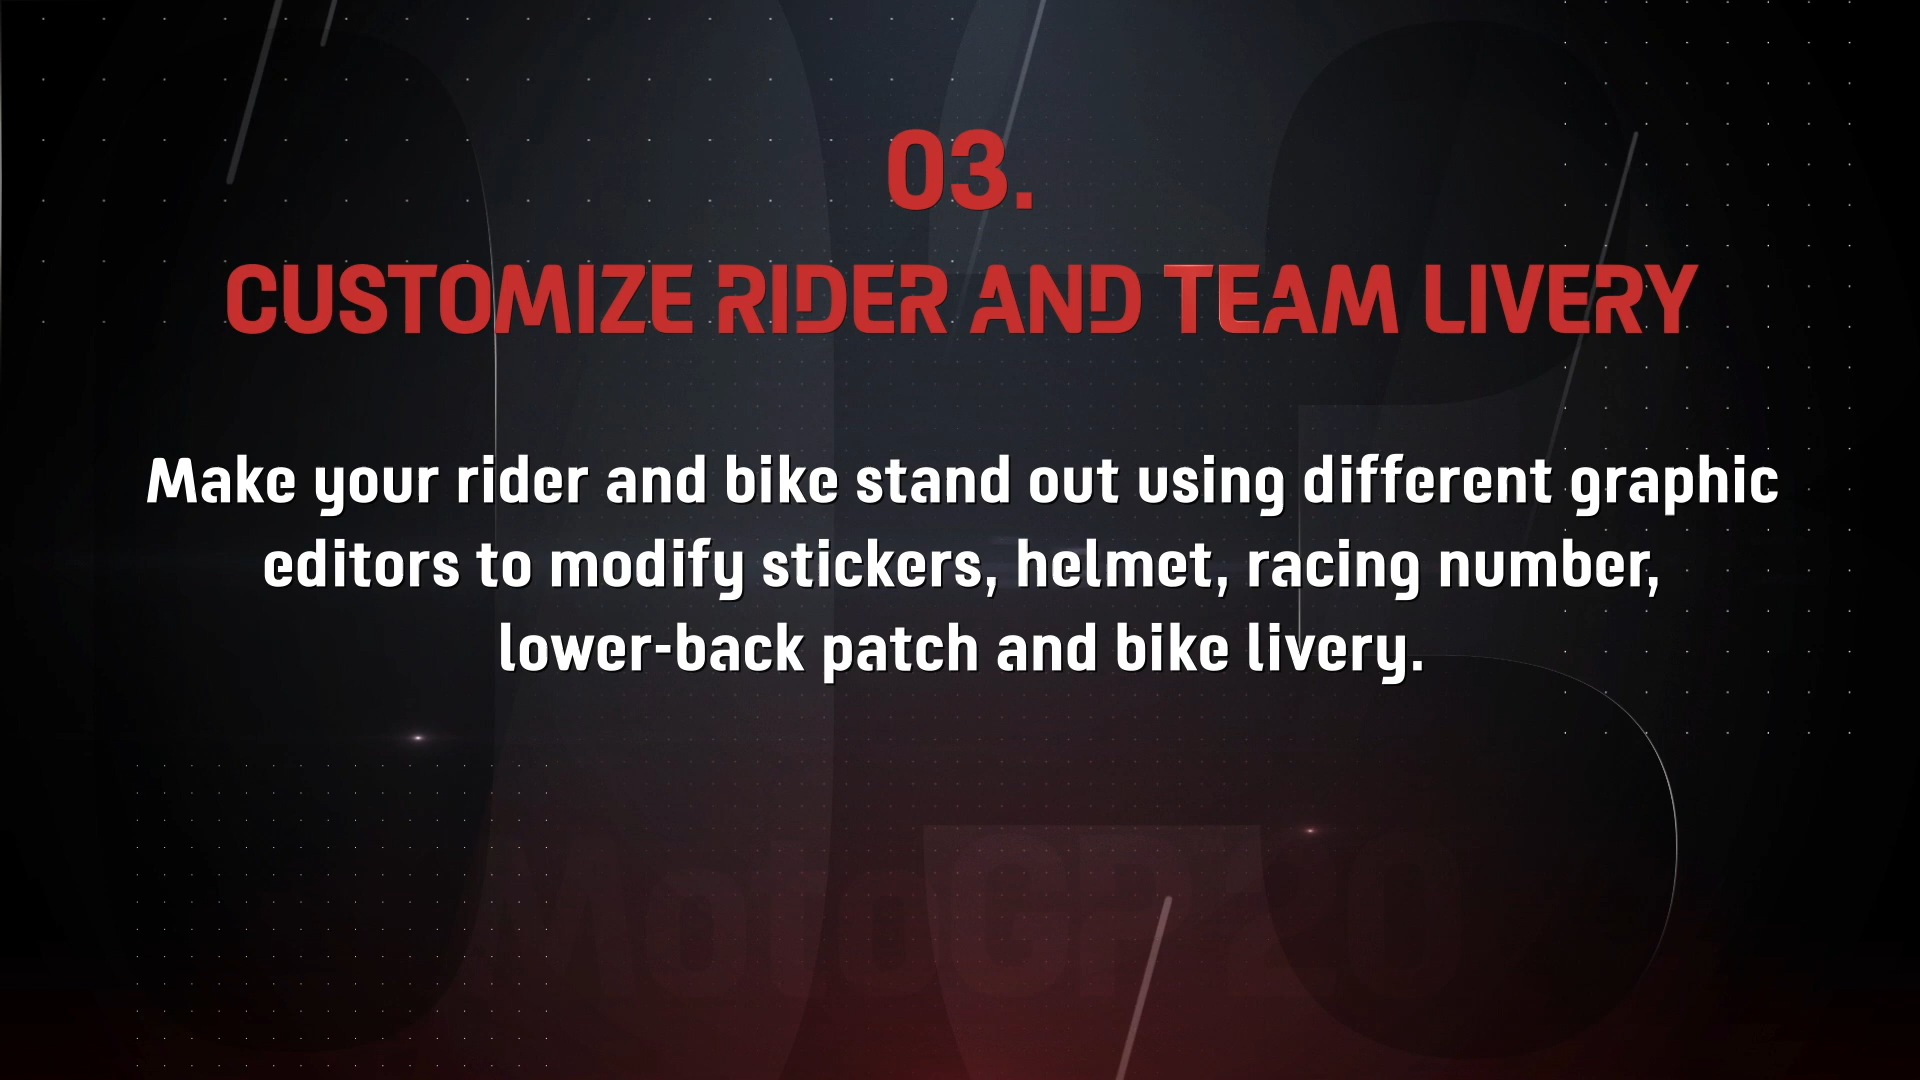 03.
CUSTOMIZE RIDER AND TEAM LIVERY
Make your rider and bike stand out using different graphic
editors to modify stickers, helmet, racing number,
lower-back patch and bike livery.
MotoGP20